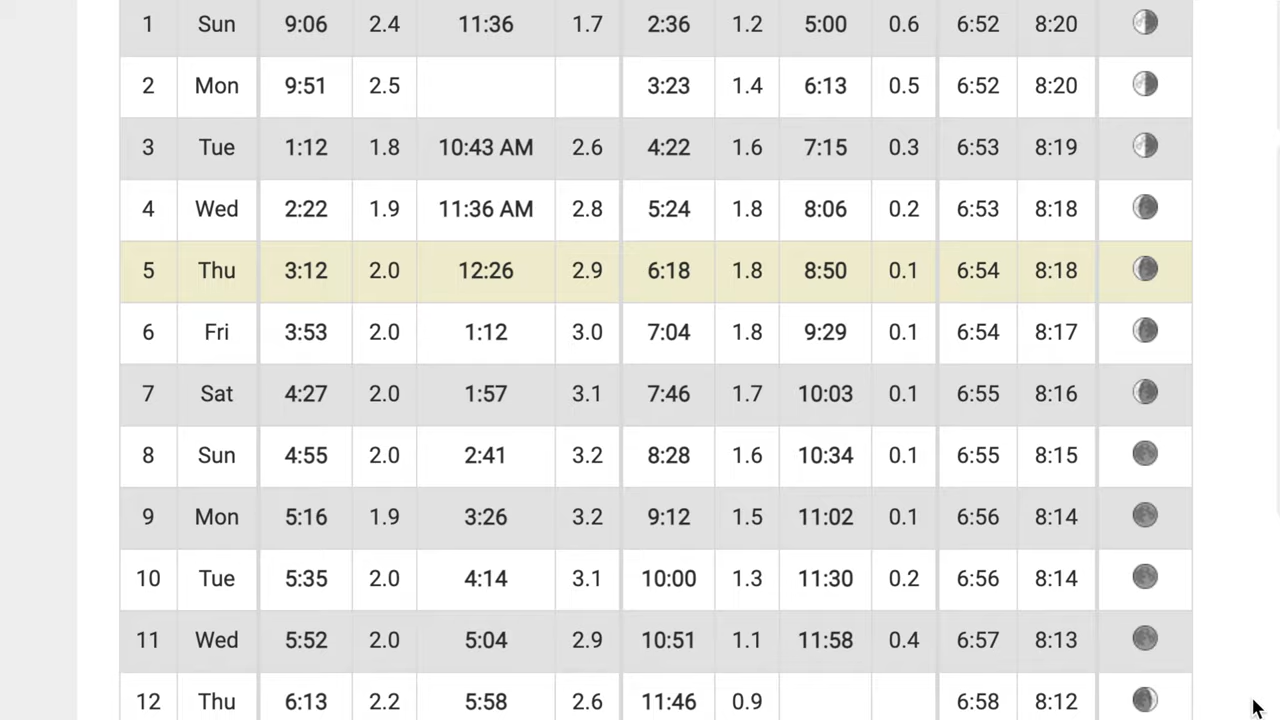 1 Sun 9:06 2.4 11:36 1.7 2:36 1.2 5:00 0.6 6:52 8:20
2 Mon 9:51 2.5 3:23 1.4 6:13 0.5 6:52 8:20
3 Tue 1:12 1.8 10:43 AM 2.6 4:22 1.6 7:15 0.3 6:53 8:19
4 Wed 2:22 1.9 11:36 AM 2.8 5:24 1.8 8:06 0.2 6:53 8:18
5 Thu 3:12 2.0 12:26 2.9 6:18 1.8 8:50 0.1 6:54 8:18
6 Fri 3:53 2.0 1:12 3.0 7:04 1.8 9:29 0.1 6:54 8:17
7 Sat 4:27 2.0 1:57 3.1 7:46 1.7 10:03 0.1 6:55 8:16
8 Sun 4:55 2.0 2:41 3.2 8:28 1.6 10:34 0.1 6:55 8:15
9 Mon 5:16 1.9 3:26 3.2 9:12 1.5 11:02 0.1 6:56 8:14
10 Tue 5:35 2.0 4:14 3.1 10:00 1.3 11:30 0.2 6:56 8:14
11 Wed 5:52 2.0 5:04 2.9 10:51 1.1 11:58 0.4 6:57 8:13
12 Thu 6:13 2.2 5:58 2.6 11:46 0.9 6:58 8:12